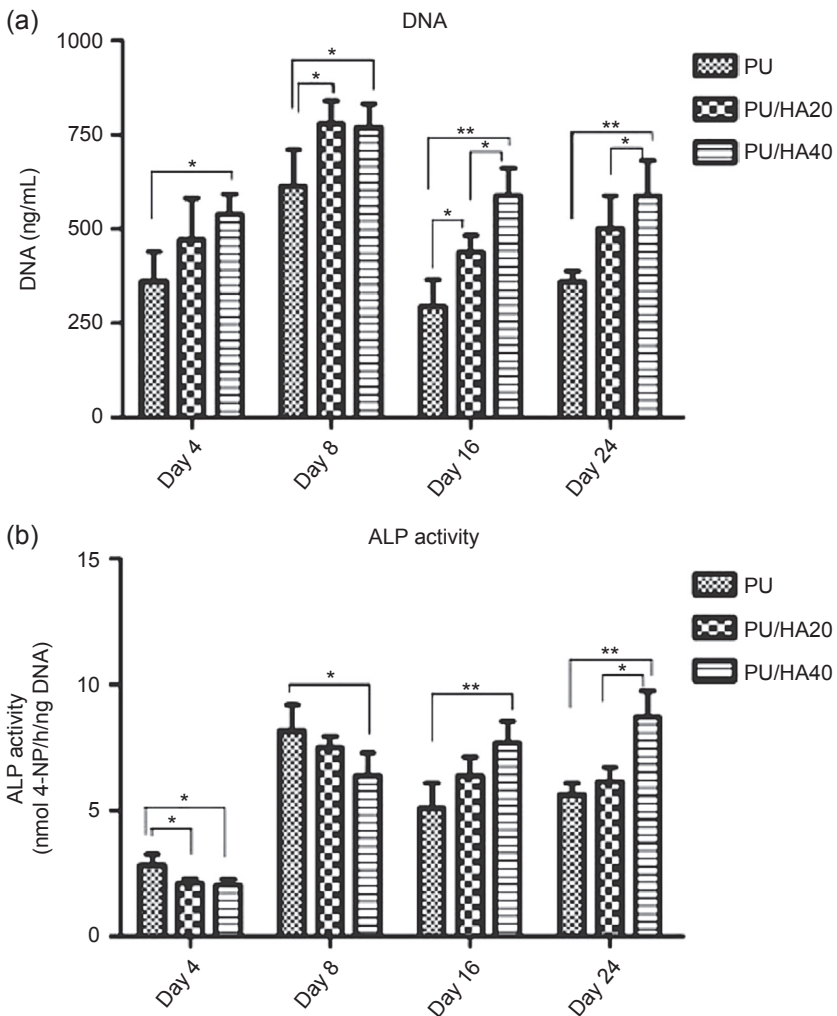 (a)
DNA
1000
750
500
250
0
DNA (ng/mL)
*
*
*
**
*
*
**
*
PU
PU/HA20
PU/HA40
Day 4
Day 8
Day 16
Day 24
(b)
ALP activity
15
10
5
0
ALP activity
(nmol 4-NP/h/ng DNA)
*
*
*
**
**
*
PU
PU/HA20
PU/HA40
Day 4
Day 8
Day 16
Day 24